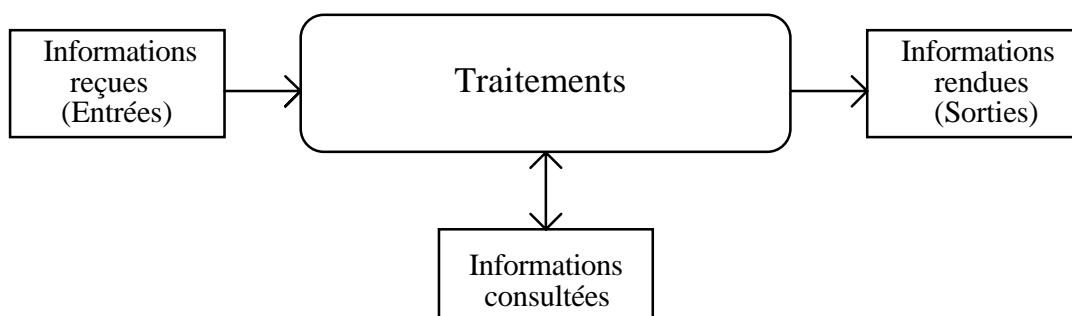 Informations
reçues
(Entrées)
Traitements
Informations
rendues
(Sorties)
Informations
consultées